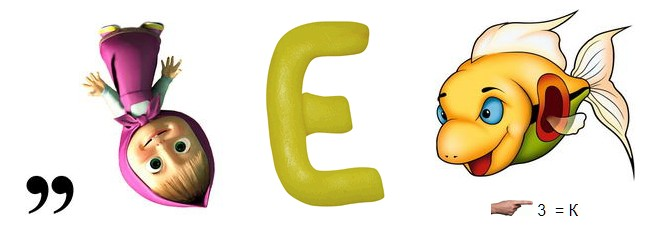 ,, Е
3 = К